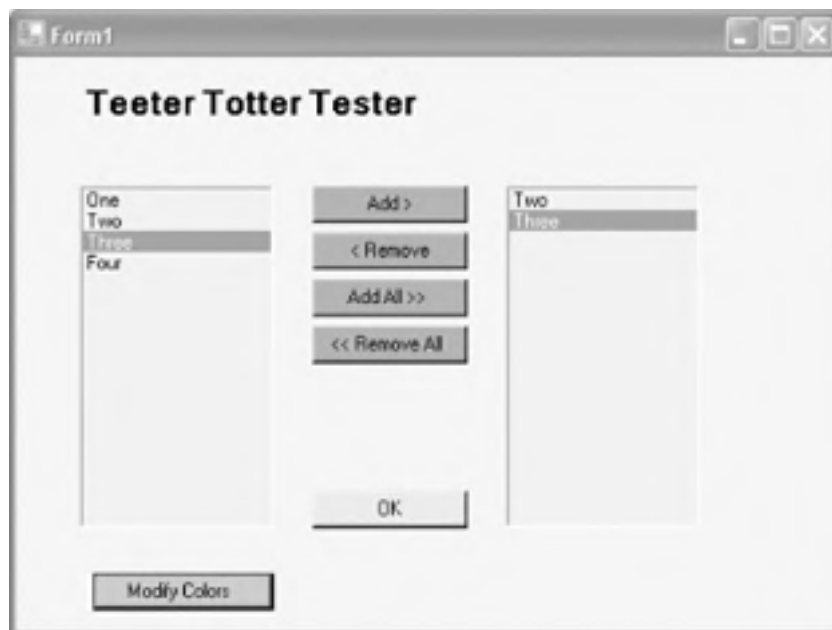 Form1
Teeter Totter Tester
One
Two
Three
Four
Add >
< Remove
Add All >>
<< Remove All
OK
Two
Three
Modify Colors